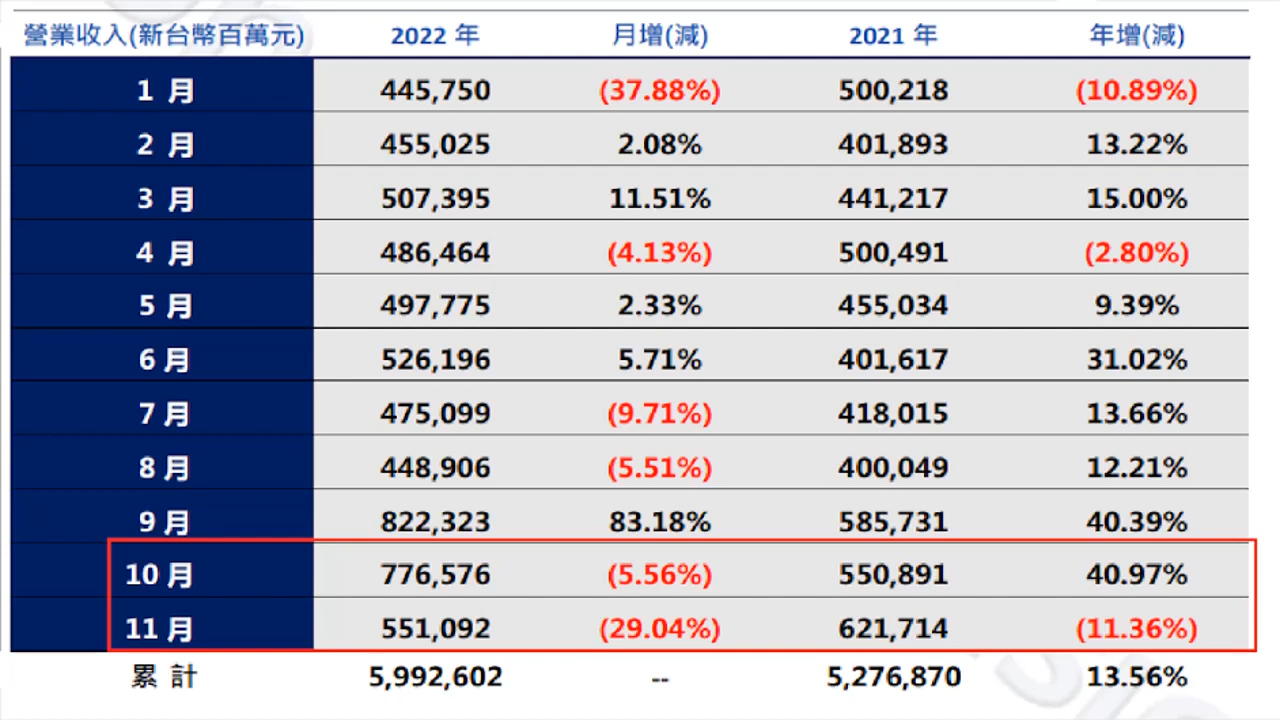 營業收入(新台幣百萬元) 2022 年 月增(減) 2021 年 年增(減)
1 月 445,750 (37.88%) 500,218 (10.89%)
2 月 455,025 2.08% 401,893 13.22%
3 月 507,395 11.51% 441,217 15.00%
4 月 486,464 (4.13%) 500,491 (2.80%)
5 月 497,775 2.33% 455,034 9.39%
6 月 526,196 5.71% 401,617 31.02%
7 月 475,099 (9.71%) 418,015 13.66%
8 月 448,906 (5.51%) 400,049 12.21%
9 月 822,323 83.18% 585,731 40.39%
10 月 776,576 (5.56%) 550,891 40.97%
11 月 551,092 (29.04%) 621,714 (11.36%)
累 計 5,992,602 -- 5,276,870 13.56%